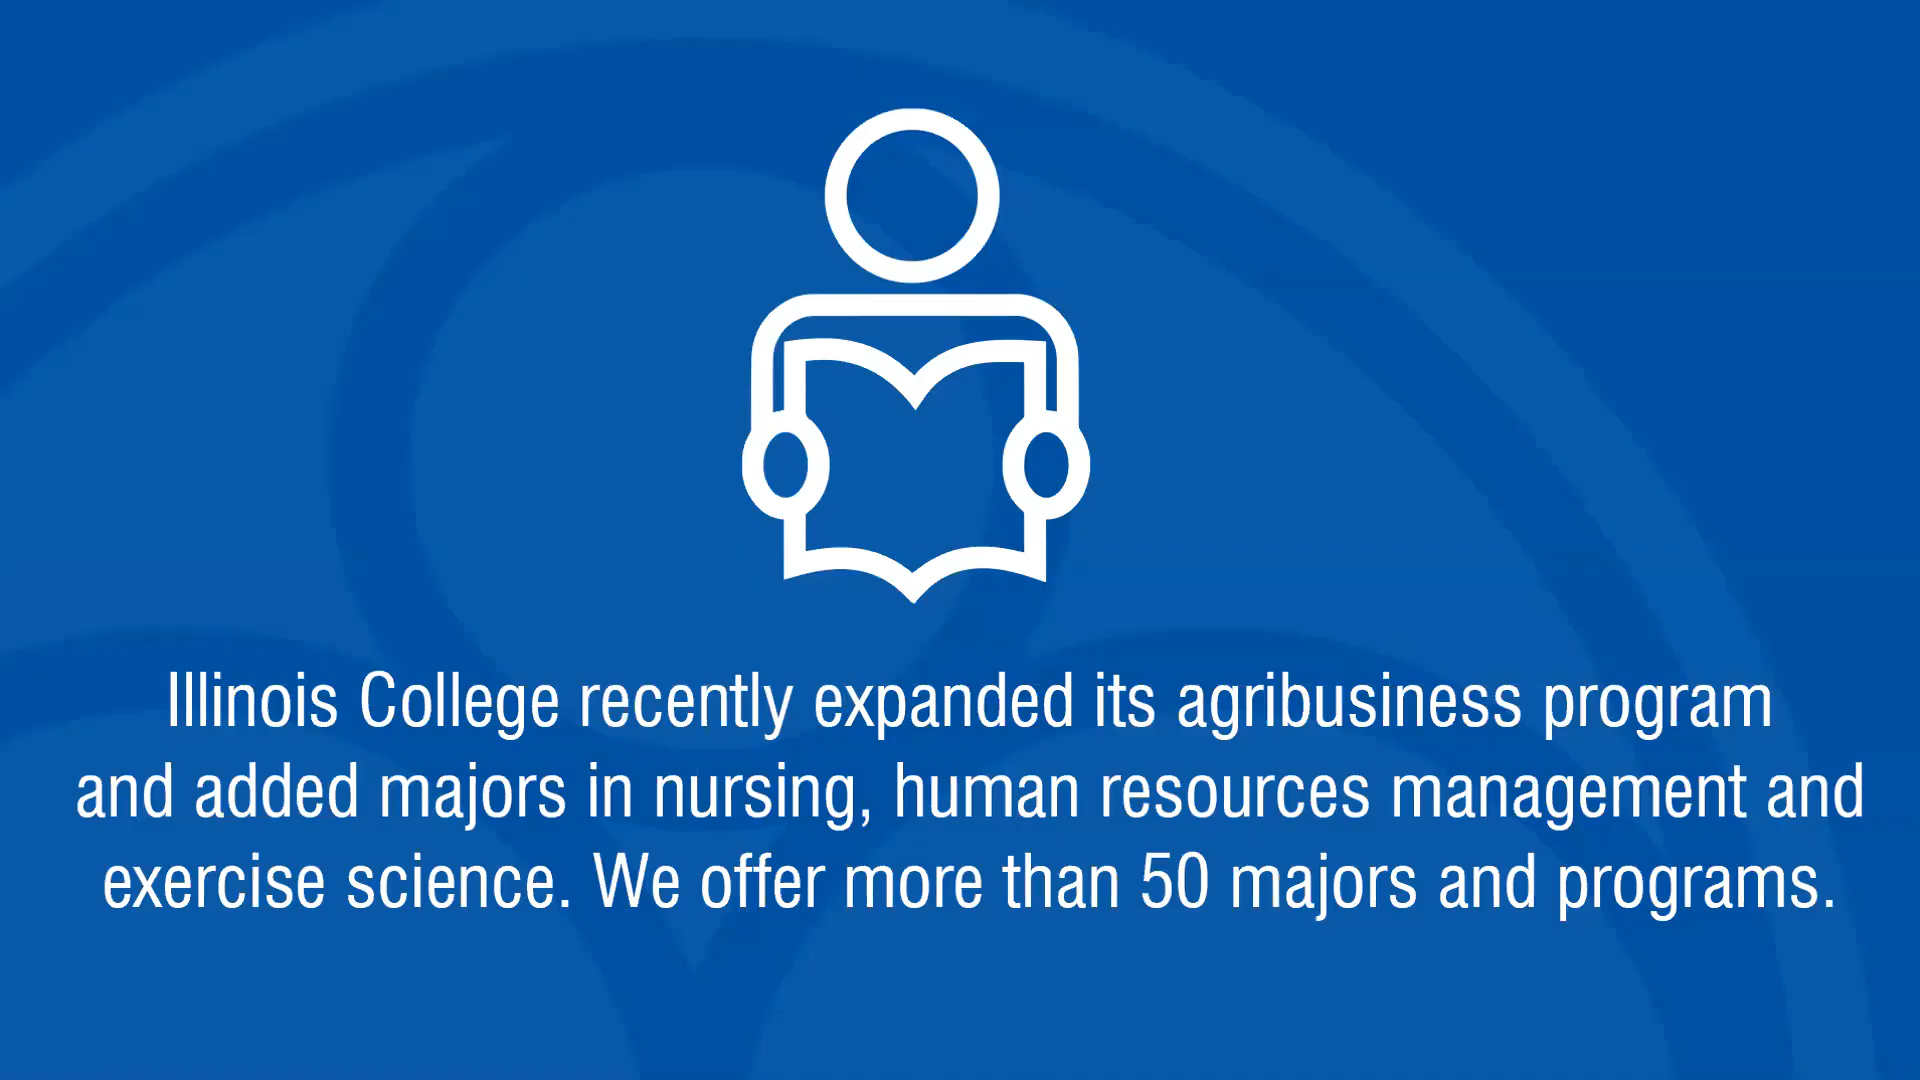 Illinois College recently expanded its agribusiness program
and added majors in nursing, human resources management and
exercise science. We offer more than 50 majors and programs.